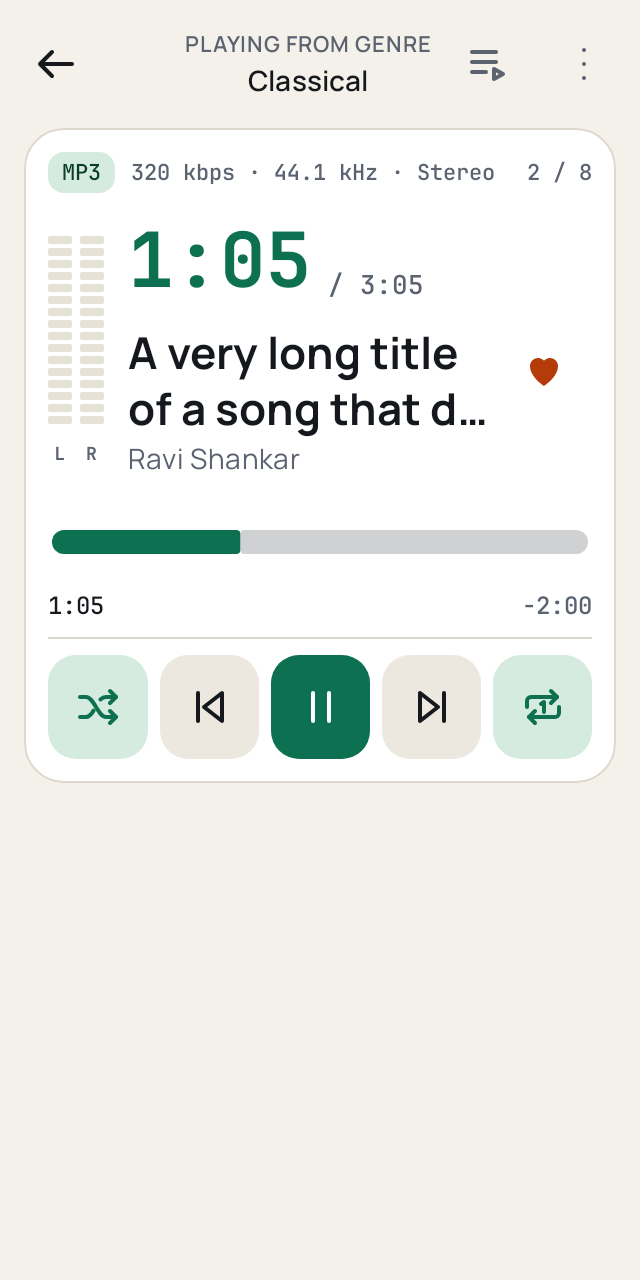 PLAYING FROM GENRE
Classical
MP3 320 kbps · 44.1 kHz · Stereo 2 / 8
1:05 / 3:05
A very long title
of a song that d…
Ravi Shankar
L R
1:05 -2:00
1